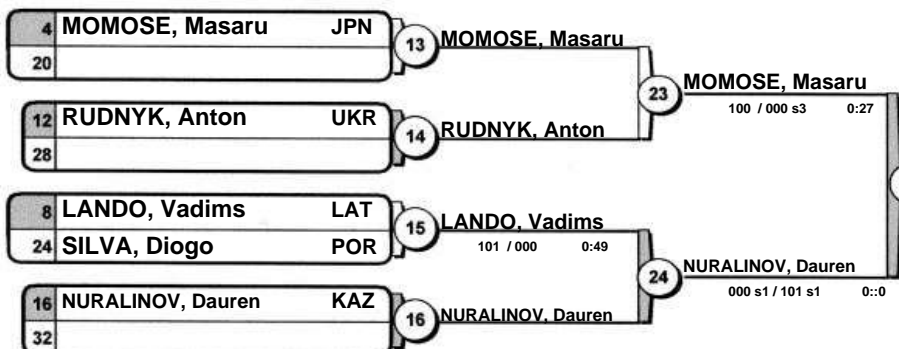 4 MOMOSE, Masaru JPN
20
13 MOMOSE, Masaru
12 RUDNYK, Anton UKR
28
14 RUDNYK, Anton
23 MOMOSE, Masaru
100 / 000 s3 0:27
8 LANDO, Vadims LAT
24 SILVA, Diogo POR
15 LANDO, Vadims
101 / 000 0:49
16 NURALINOV, Dauren KAZ
32
16 NURALINOV, Dauren
24 NURALINOV, Dauren
000 s1 / 101 s1 0::0